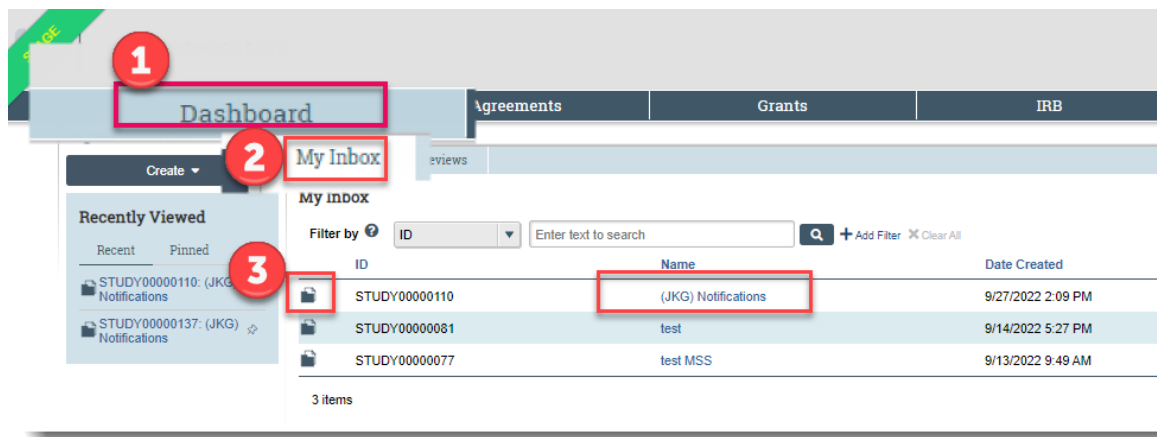 1
Dashboard
Agreements
Grants
IRB
2
My Inbox
eviews
Create
My Inbox
Recently Viewed
Filter by
ID
Enter text to search
Add Filter
Clear All
Recent
Pinned
3
ID
Name
Date Created
STUDY00000110: (JKG)
Notifications
STUDY00000110
(JKG) Notifications
9/27/2022 2:09 PM
STUDY00000137: (JKG)
Notifications
STUDY00000081
test
9/14/2022 5:27 PM
STUDY00000077
test MSS
9/13/2022 9:49 AM
3 items